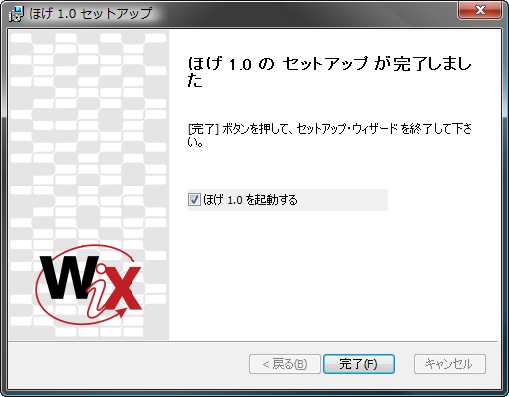 ほげ 1.0 セットアップ
ほげ 1.0 の セットアップ が完了しまし
た
[完了] ボタンを押して、セットアップ・ウィザード を終了して下さ
い。
ほげ 1.0 を起動する
WiX
< 戻る(B)
完了(F)
キャンセル